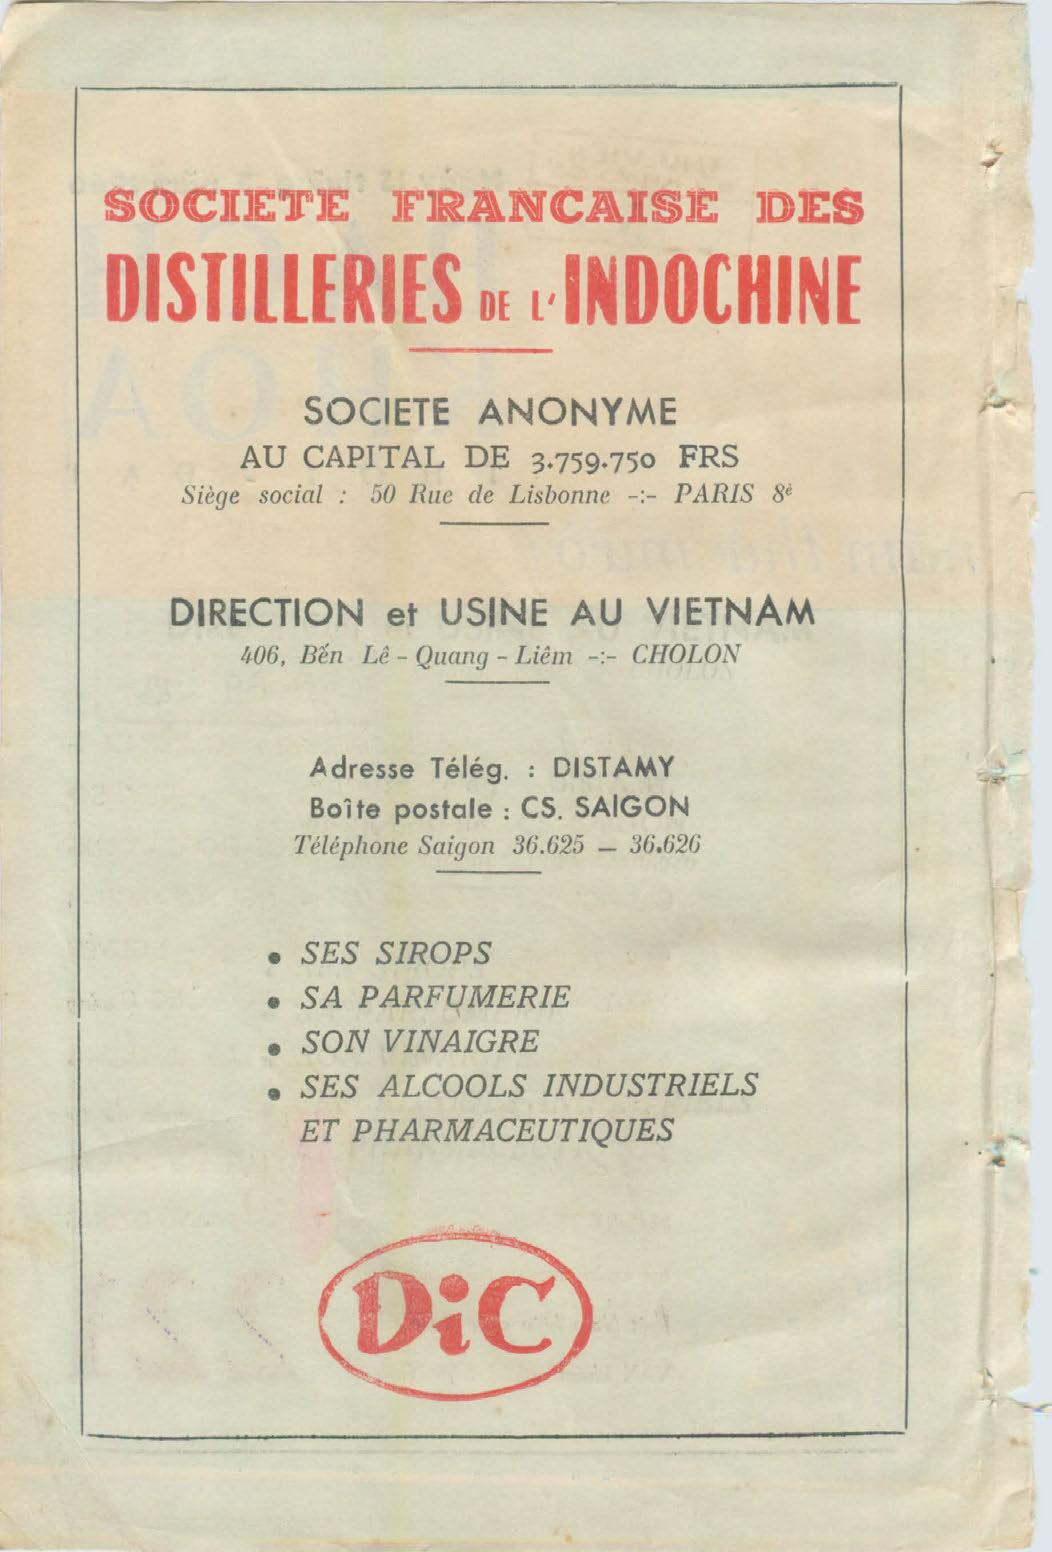 SOCIETE FRANCAISE DES
DISTILLERIES DE L'INDOCHINE
SOCIETE ANONYME
AU CAPITAL DE 3.759.750 FRS
Siège social : 50 Rue de Lisbonne -:- PARIS 8è
DIRECTION et USINE AU VIETNAM
406, Bến Lê - Quang - Liêm -:- CHOLON
Adresse Télég. : DISTAMY
Boîte postale : CS. SAIGON
Téléphone Saigon 36.625 — 36.626
• SES SIROPS
• SA PARFUMERIE
• SON VINAIGRE
• SES ALCOOLS INDUSTRIELS
ET PHARMACEUTIQUES
DiC